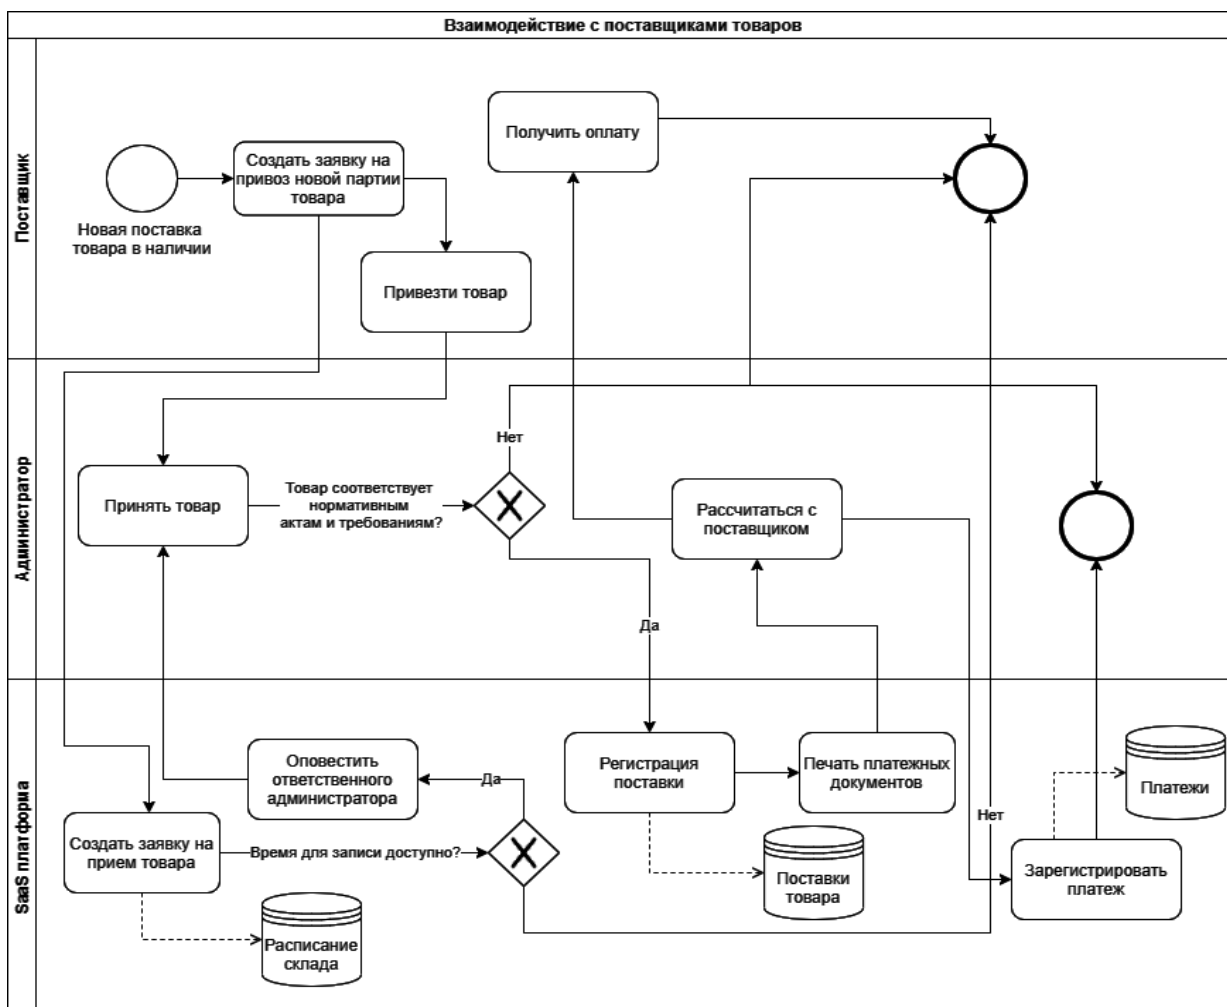 Взаимодействие с поставщиками товаров
Поставщик
Новая поставка
товара в наличии
Создать заявку на
привоз новой партии
товара
Привезти товар
Получить оплату
Администратор
Принять товар
Товар соответствует
нормативным
актам и требованиям?
Нет
Да
Рассчитаться с
поставщиком
SaaS платформа
Создать заявку на
прием товара
Оповестить
ответственного
администратора
Время для записи доступно?
Да
Нет
Расписание
склада
Регистрация
поставки
Печать платежных
документов
Поставки
товара
Зарегистрировать
платеж
Платежи